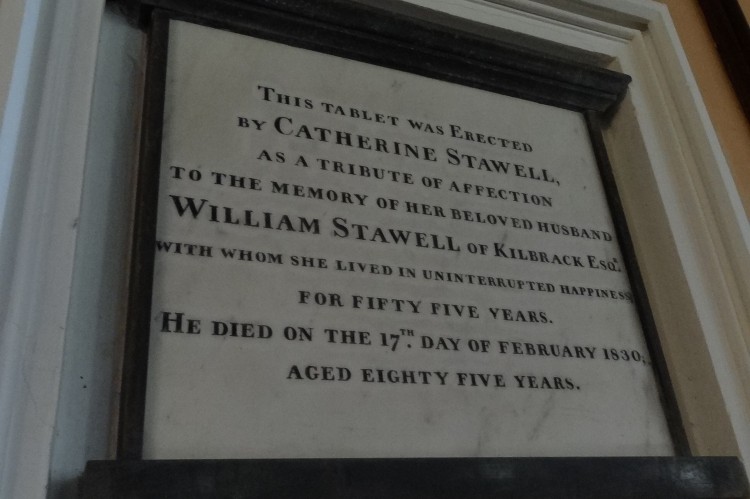 THIS TABLET WAS ERECTED
BY CATHERINE STAWELL,
AS A TRIBUTE OF AFFECTION
TO THE MEMORY OF HER BELOVED HUSBAND
WILLIAM STAWELL OF KILBRACK ESQR.
WITH WHOM SHE LIVED IN UNINTERRUPTED HAPPINESS
FOR FIFTY FIVE YEARS.
HE DIED ON THE 17TH. DAY OF FEBRUARY 1830,
AGED EIGHTY FIVE YEARS.